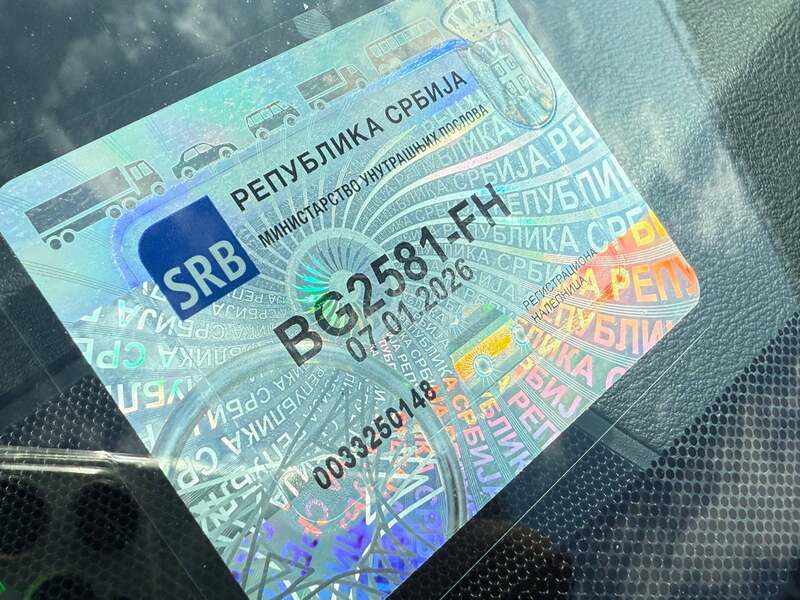 РЕПУБЛИКА СРБИЈА
МИНИСТАРСТВО УНУТРАШЊИХ ПОСЛОВА
SRB
BG2581-FH
07.01.2026
РЕГИСТРАЦИОНА
НАЛЕПНИЦА
0033250148